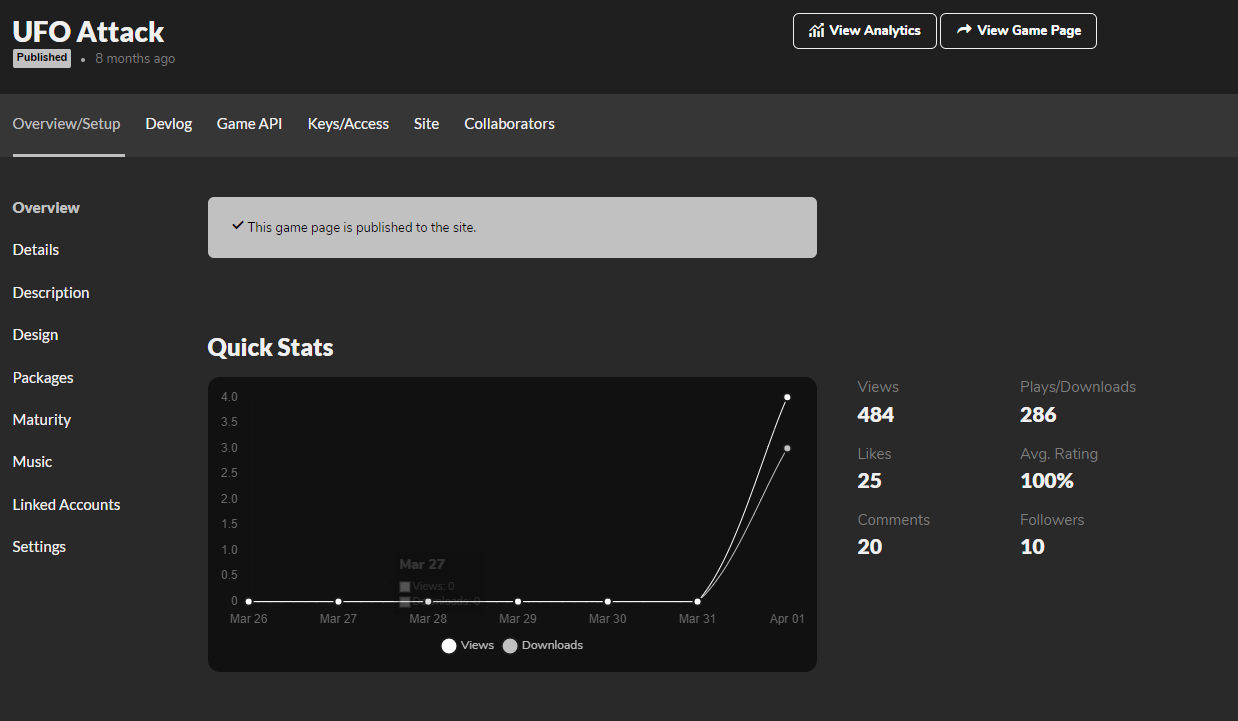 UFO Attack
Published • 8 months ago
View Analytics
View Game Page
Overview/Setup Devlog Game API Keys/Access Site Collaborators
Overview
Details
Description
Design
Packages
Maturity
Music
Linked Accounts
Settings
This game page is published to the site.
Quick Stats
4.0
3.5
3.0
2.5
2.0
1.5
1.0
0.5
0
Mar 27
Views: 0
Downloads: 0
Mar 26 Mar 27 Mar 28 Mar 29 Mar 30 Mar 31 Apr 01
Views Downloads
Views Plays/Downloads
484 286
Likes Avg. Rating
25 100%
Comments Followers
20 10